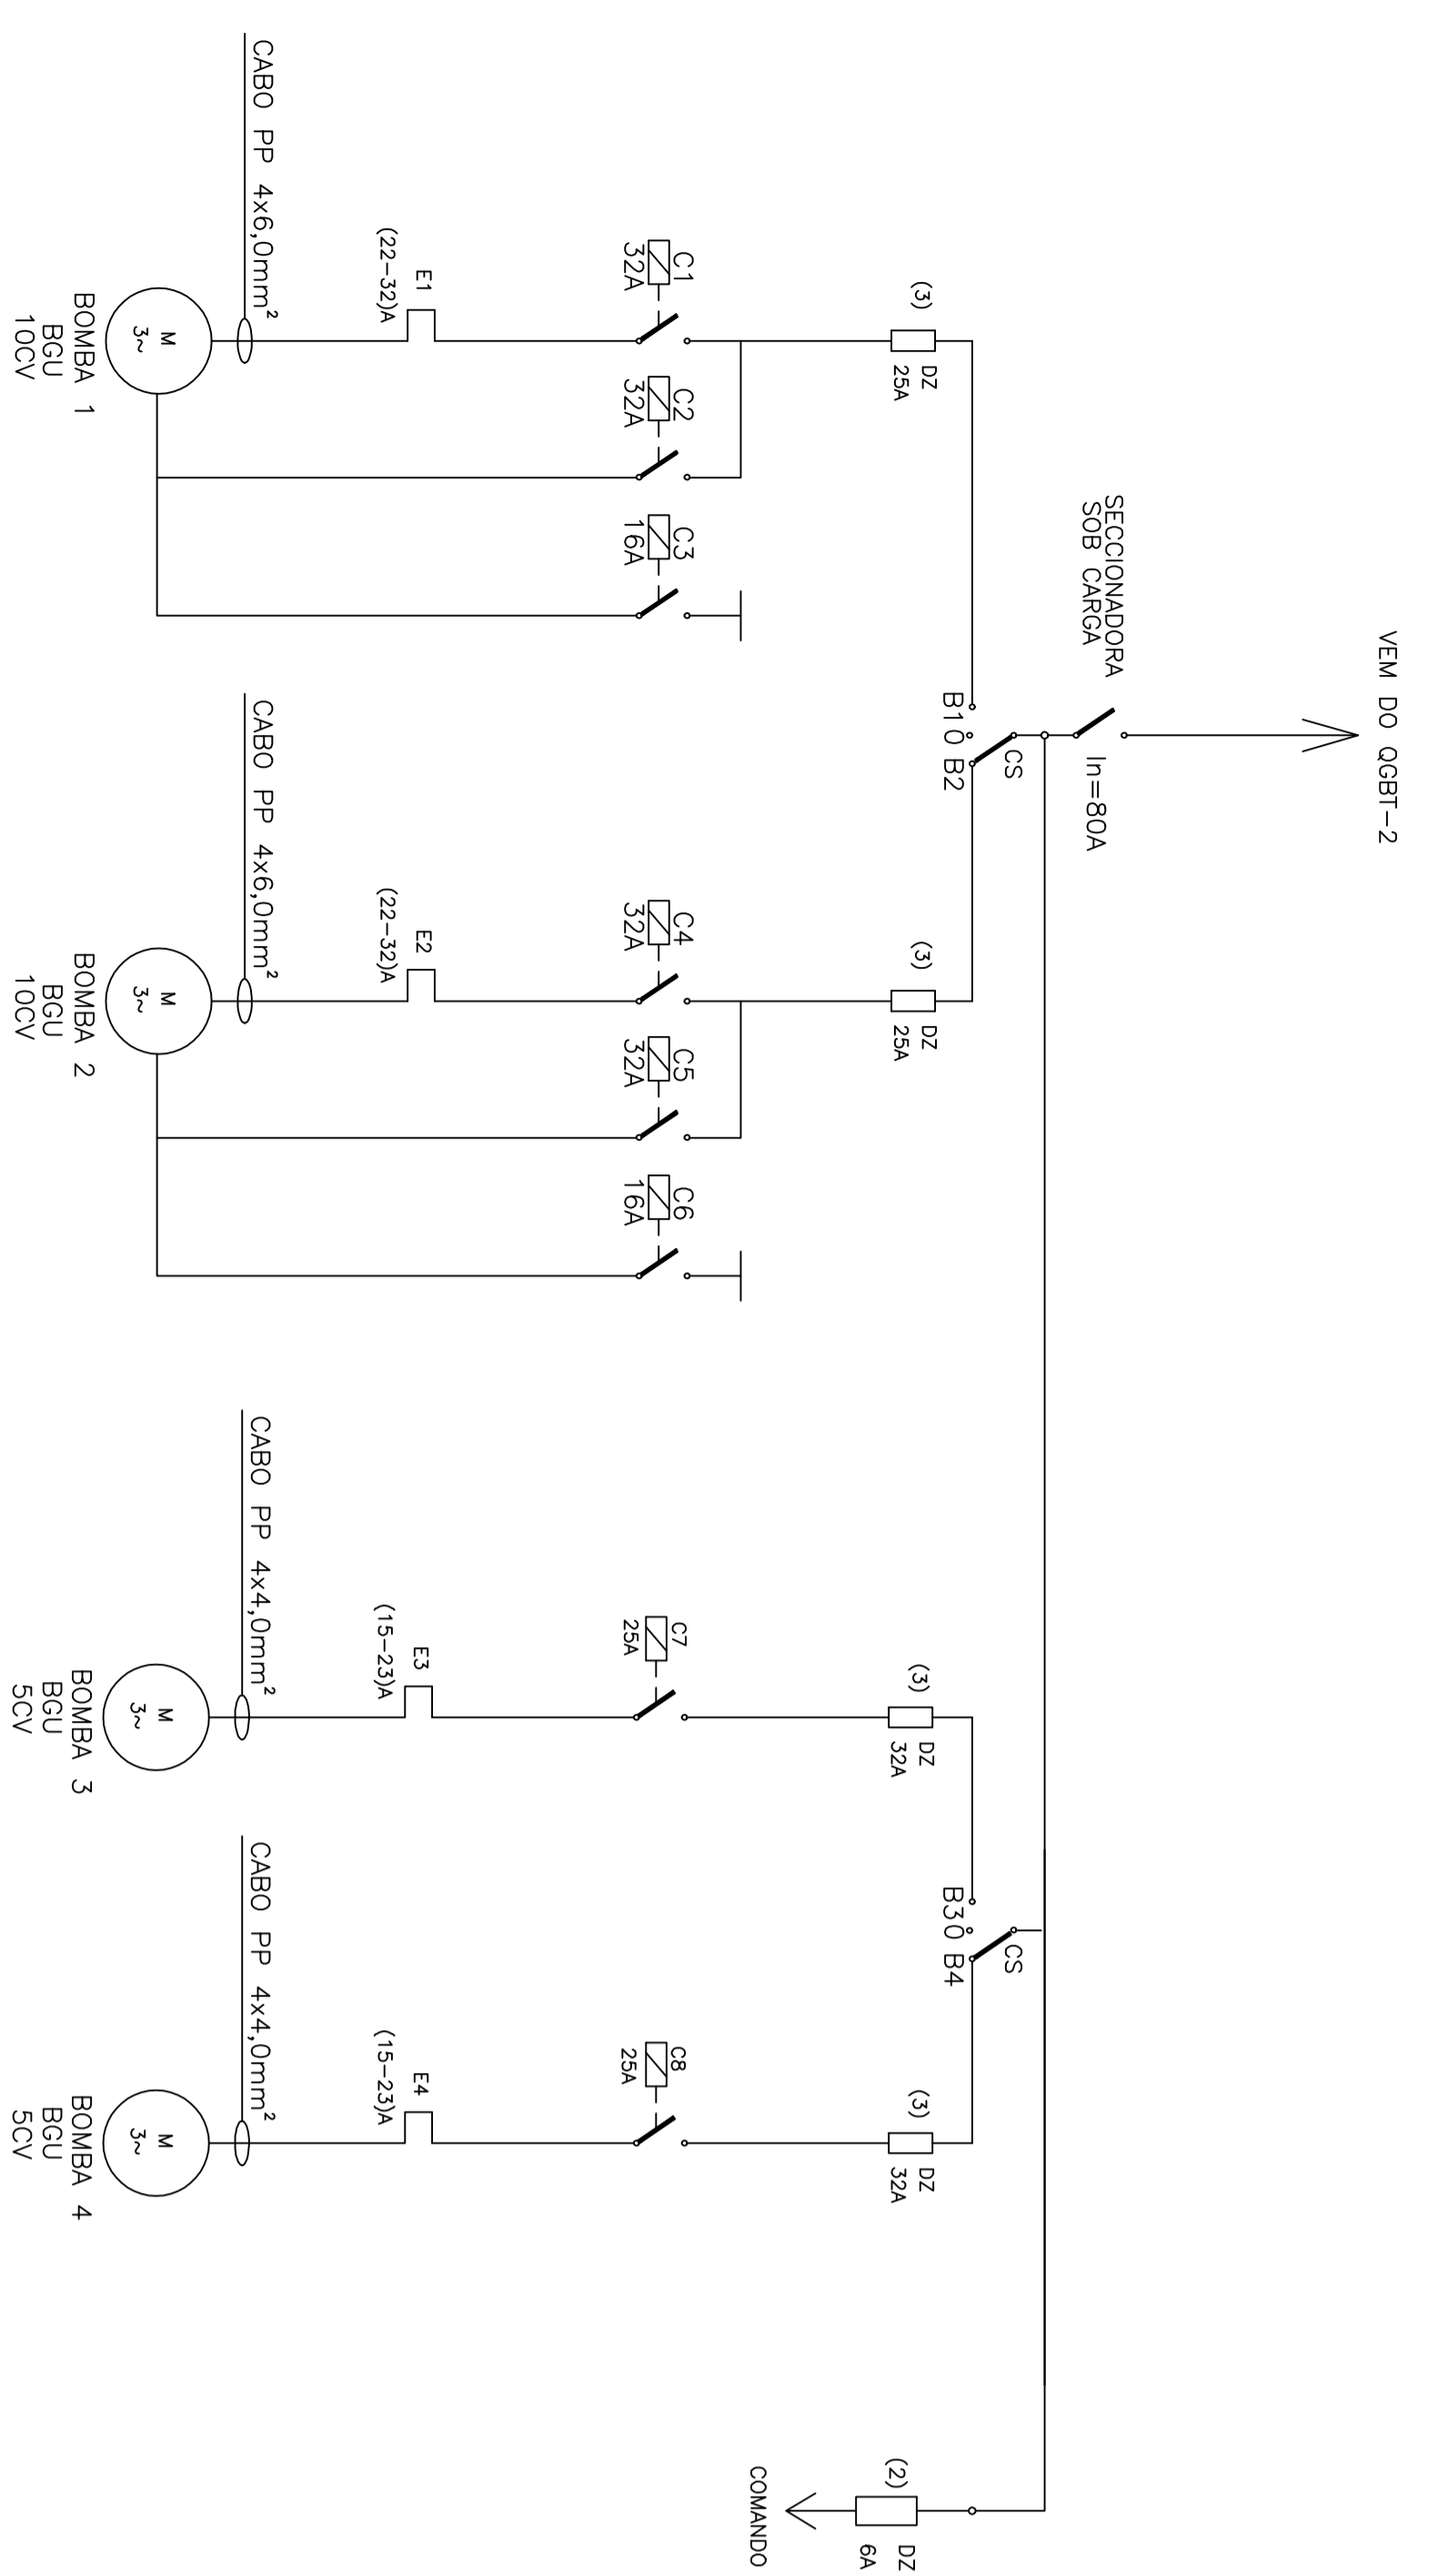 VEM DO QGBT-2
SECCIONADORA
SOB CARGA
In=80A
CS
B1 0 B2
CS
B3 0 B4
(3)
DZ
25A
(3)
DZ
25A
(3)
DZ
32A
(3)
DZ
32A
(2)
DZ
6A
COMANDO
C1
32A
C2
32A
C3
16A
C4
32A
C5
32A
C6
16A
C7
25A
C8
25A
E1
(22-32)A
E2
(22-32)A
E3
(15-23)A
E4
(15-23)A
CABO PP 4x6,0mm²
CABO PP 4x6,0mm²
CABO PP 4x4,0mm²
CABO PP 4x4,0mm²
M
3~
M
3~
M
3~
M
3~
BOMBA 1
BGU
10CV
BOMBA 2
BGU
10CV
BOMBA 3
BGU
5CV
BOMBA 4
BGU
5CV